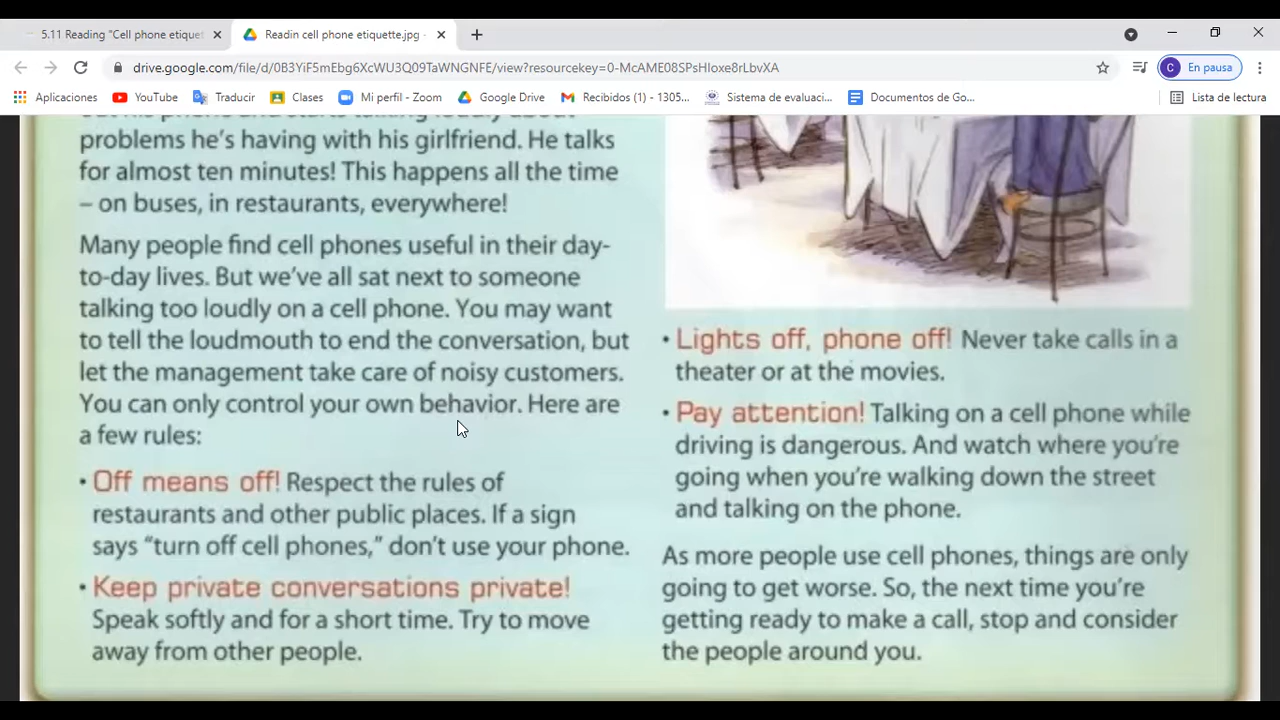 5.11 Reading "Cell phone etiquet
Readin cell phone etiquette.jpg
drive.google.com/file/d/0B3YiF5mEbg6XcWU3Q09TaWNGNFE/view?resourcekey=0-McAME08SPsHIoxe8rLbvXA
C
En pausa
Aplicaciones
YouTube
Traducir
Clases
Mi perfil - Zoom
Google Drive
Recibidos (1) - 1305...
Sistema de evaluaci...
Documentos de Go...
Lista de lectura
out his phone and starts talking loudly about
problems he's having with his girlfriend. He talks
for almost ten minutes! This happens all the time
– on buses, in restaurants, everywhere!
Many people find cell phones useful in their day-
to-day lives. But we've all sat next to someone
talking too loudly on a cell phone. You may want
to tell the loudmouth to end the conversation, but
let the management take care of noisy customers.
You can only control your own behavior. Here are
a few rules:
• Off means off! Respect the rules of
restaurants and other public places. If a sign
says "turn off cell phones," don't use your phone.
• Keep private conversations private!
Speak softly and for a short time. Try to move
away from other people.
• Lights off, phone off! Never take calls in a
theater or at the movies.
• Pay attention! Talking on a cell phone while
driving is dangerous. And watch where you're
going when you're walking down the street
and talking on the phone.
As more people use cell phones, things are only
going to get worse. So, the next time you're
getting ready to make a call, stop and consider
the people around you.